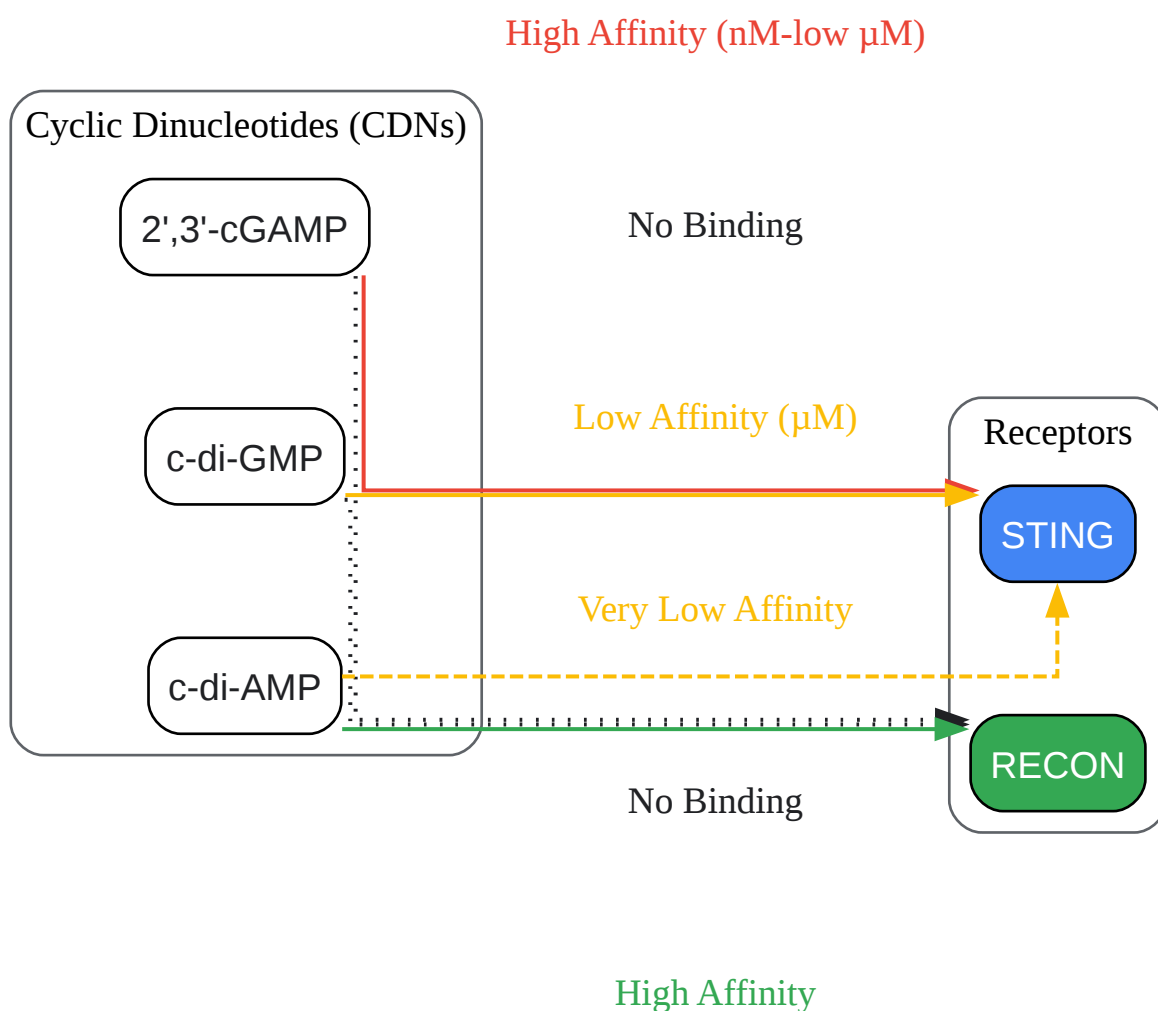 High Affinity (nM-low µM)
Cyclic Dinucleotides (CDNs)
2',3'-cGAMP
No Binding
Low Affinity (µM)
Receptors
c-di-GMP
STING
Very Low Affinity
c-di-AMP
RECON
No Binding
High Affinity